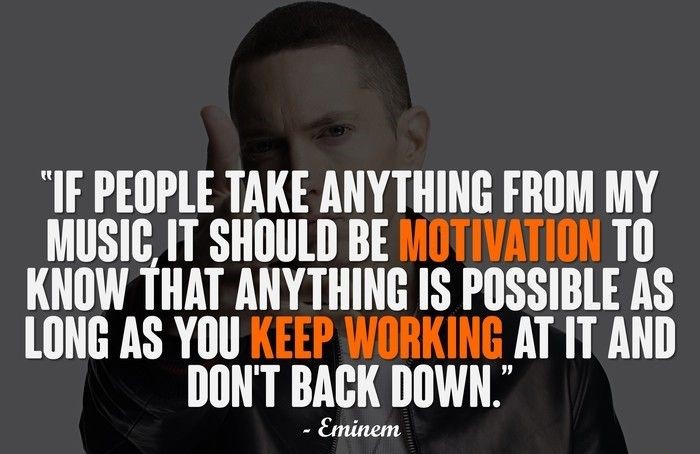 "IF PEOPLE TAKE ANYTHING FROM MY
MUSIC, IT SHOULD BE MOTIVATION TO
KNOW THAT ANYTHING IS POSSIBLE AS
LONG AS YOU KEEP WORKING AT IT AND
DON'T BACK DOWN."
- Eminem